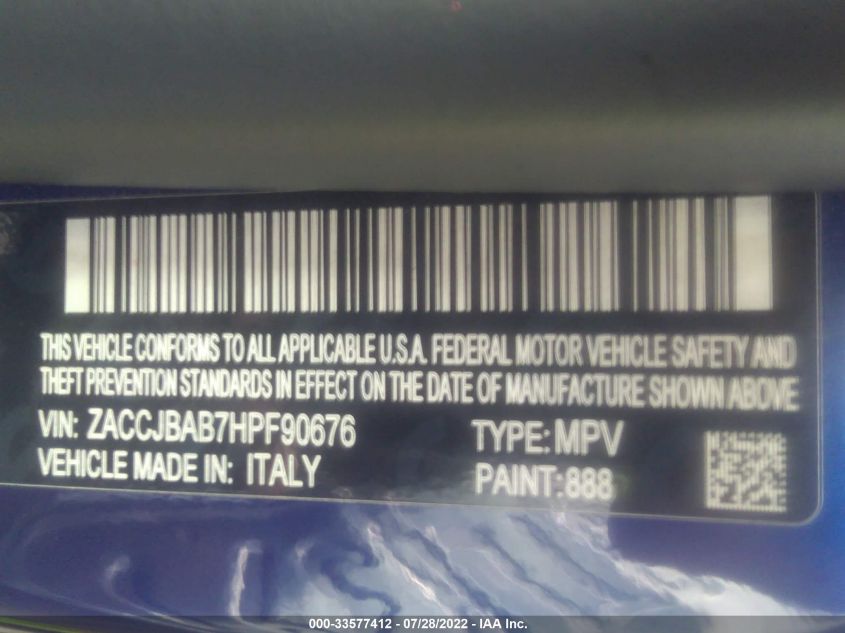 THIS VEHICLE CONFORMS TO ALL APPLICABLE U.S.A. FEDERAL MOTOR VEHICLE SAFETY AND
THEFT PREVENTION STANDARDS IN EFFECT ON THE DATE OF MANUFACTURE SHOWN ABOVE
VIN: ZACCJBAB7HPF90676 TYPE: MPV
VEHICLE MADE IN: ITALY PAINT: 888
000-33577412 - 07/28/2022 - IAA Inc.